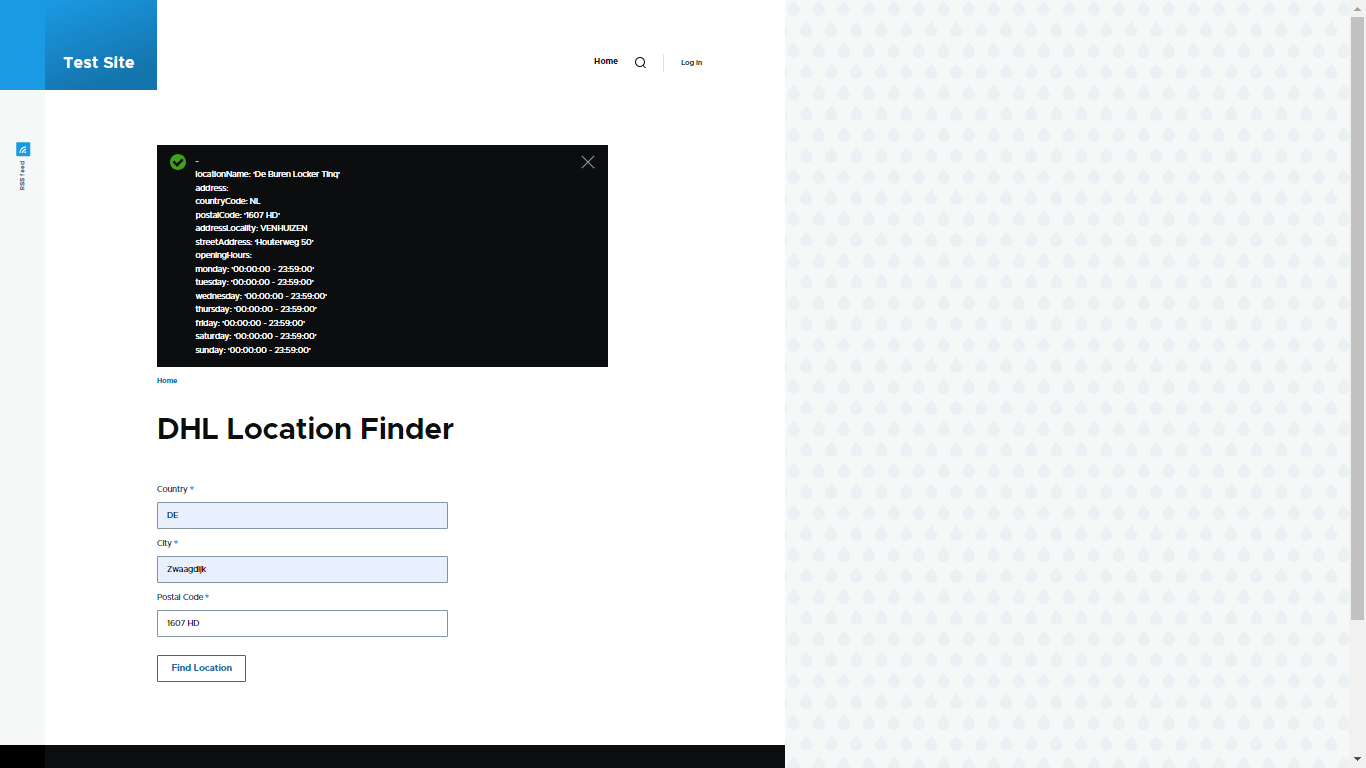 Test Site
Home
Log in
RSS feed
-
locationName: 'De Buren Locker Tinq'
address:
countryCode: NL
postalCode: '1607 HD'
addressLocality: VENHUIZEN
streetAddress: 'Houterweg 50'
openingHours:
monday: '00:00:00 - 23:59:00'
tuesday: '00:00:00 - 23:59:00'
wednesday: '00:00:00 - 23:59:00'
thursday: '00:00:00 - 23:59:00'
friday: '00:00:00 - 23:59:00'
saturday: '00:00:00 - 23:59:00'
sunday: '00:00:00 - 23:59:00'
Home
DHL Location Finder
Country *
DE
City *
Zwaagdijk
Postal Code *
1607 HD
Find Location